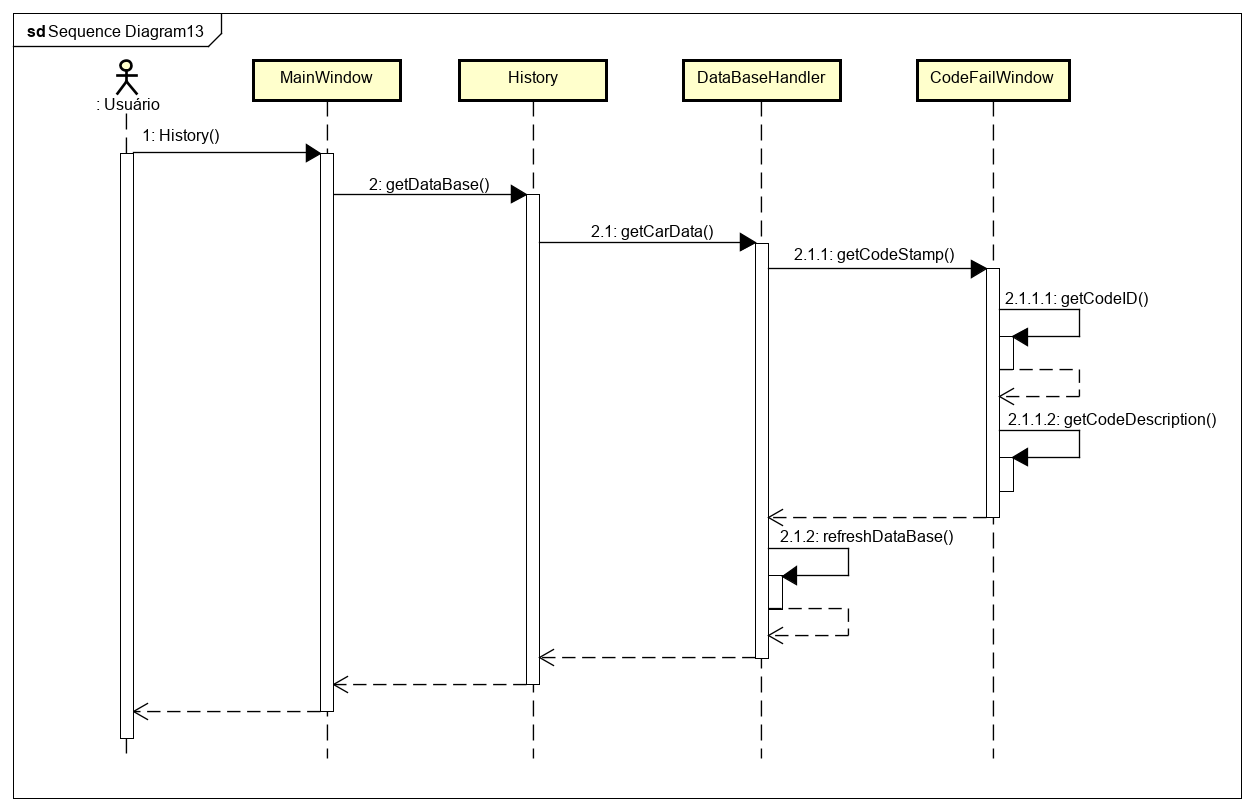 sd Sequence Diagram13
: Usuário
MainWindow
History
DataBaseHandler
CodeFailWindow
1: History()
2: getDataBase()
2.1: getCarData()
2.1.1: getCodeStamp()
2.1.1.1: getCodeID()
2.1.1.2: getCodeDescription()
2.1.2: refreshDataBase()